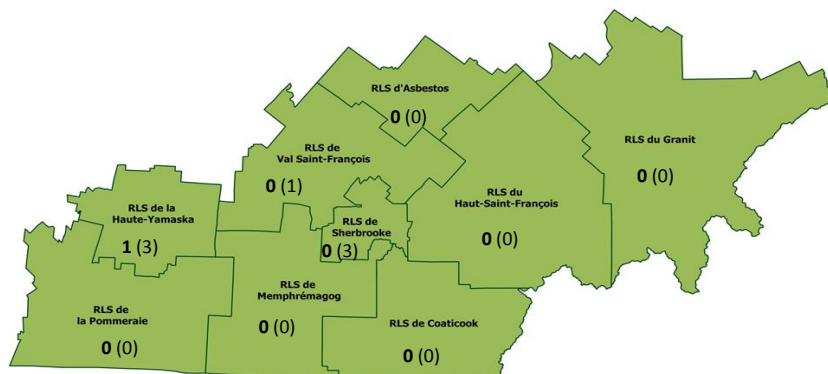 RLS d'Asbestos
0 (0)
RLS du Granit
0 (0)
RLS de
Val Saint-François
0 (1)
RLS du
Haut-Saint-François
0 (0)
RLS de la
Haute-Yamaska
1 (3)
RLS de
Sherbrooke
0 (3)
RLS de
Memphrémagog
0 (0)
RLS de
la Pommeraie
0 (0)
RLS de Coaticook
0 (0)